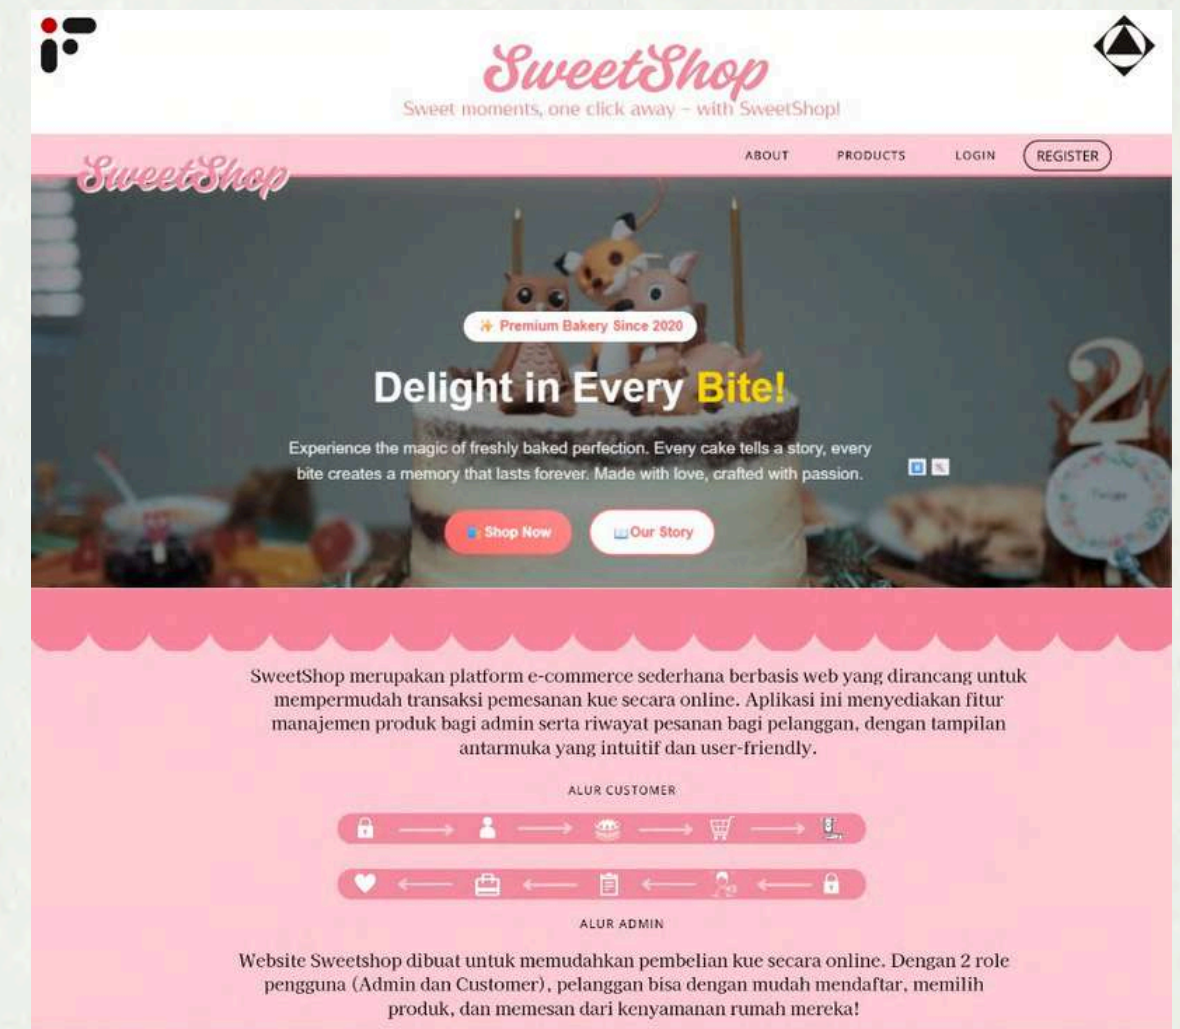 SweetShop
Sweet moments, one click away – with SweetShop!
SweetShop
ABOUT PRODUCTS LOGIN REGISTER
✨ Premium Bakery Since 2020
Delight in Every Bite!
Experience the magic of freshly baked perfection. Every cake tells a story, every
bite creates a memory that lasts forever. Made with love, crafted with passion.
Shop Now Our Story
2
SweetShop merupakan platform e-commerce sederhana berbasis web yang dirancang untuk
mempermudah transaksi pemesanan kue secara online. Aplikasi ini menyediakan fitur
manajemen produk bagi admin serta riwayat pesanan bagi pelanggan, dengan tampilan
antarmuka yang intuitif dan user-friendly.
ALUR CUSTOMER
ALUR ADMIN
Website Sweetshop dibuat untuk memudahkan pembelian kue secara online. Dengan 2 role
pengguna (Admin dan Customer), pelanggan bisa dengan mudah mendaftar, memilih
produk, dan memesan dari kenyamanan rumah mereka!